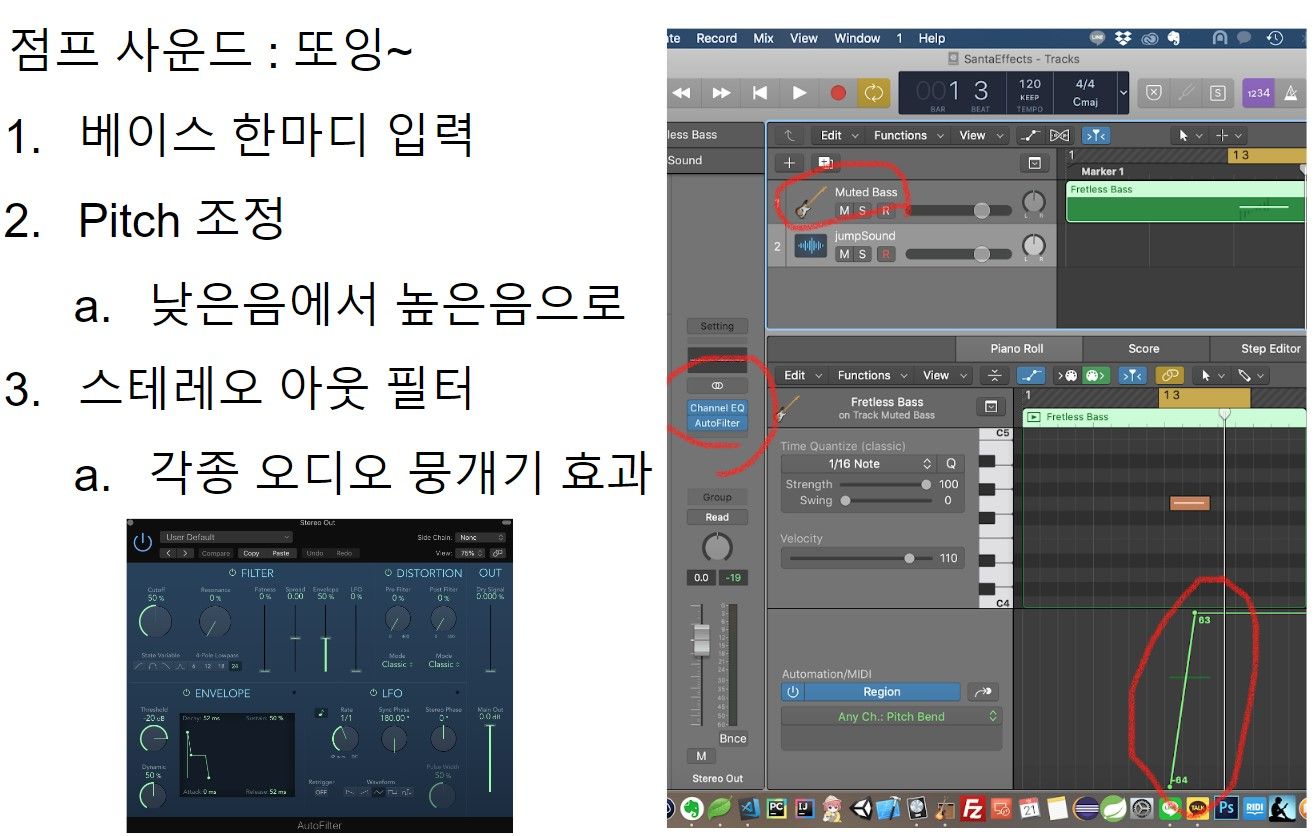 점프 사운드 : 또잉~
1. 베이스 한마디 입력
2. Pitch 조정
a. 낮은음에서 높은음으로
3. 스테레오 아웃 필터
a. 각종 오디오 뭉개기 효과
Stereo Out
User Default
Side Chain: None
Compare Copy Paste Undo Redo
View: 75%
FILTER
DISTORTION
OUT
Cutoff Resonance Fatness Spread Envelope LFO Pre Filter Post Filter Dry Signal
50 % 0 % 0 % 0.00 50 % 0 % 0 % 0 % 0.000 %
State Variable 4-Pole Lowpass
6 12 18 24
Mode Mode
Classic Classic
ENVELOPE
LFO
Threshold
-20 dB
Decay: 52 ms Sustain: 50 %
Dynamic
50 %
Attack: 0 ms Release: 52 ms
Rate Sync Phase Stereo Phase Main Out
1/1 180.00° 0° 0.0 dB
Retrigger Waveform Pulse Width
OFF
50 %
AutoFilter
ate Record Mix View Window 1 Help
SantaEffects - Tracks
001 3
BAR BEAT
120
KEEP
TEMPO
4/4
Cmaj
S
1234
less Bass
Sound
Edit Functions View
1 1 3
Marker 1
1 Muted Bass
M S R
L R
Fretless Bass
2 jumpSound
M S R
L R
Setting
Channel EQ
AutoFilter
Group
Read
0.0 -19
Bnce
M
Stereo Out
Piano Roll Score Step Editor
Edit Functions View
Fretless Bass
on Track Muted Bass
1 1 3
Fretless Bass
C5
Time Quantize (classic)
1/16 Note Q
Strength 100
Swing 0
Velocity
110
C4
63
-64
Automation/MIDI
Region
Any Ch.: Pitch Bend
PC IJ Fz 21 TALK Ps RIDI